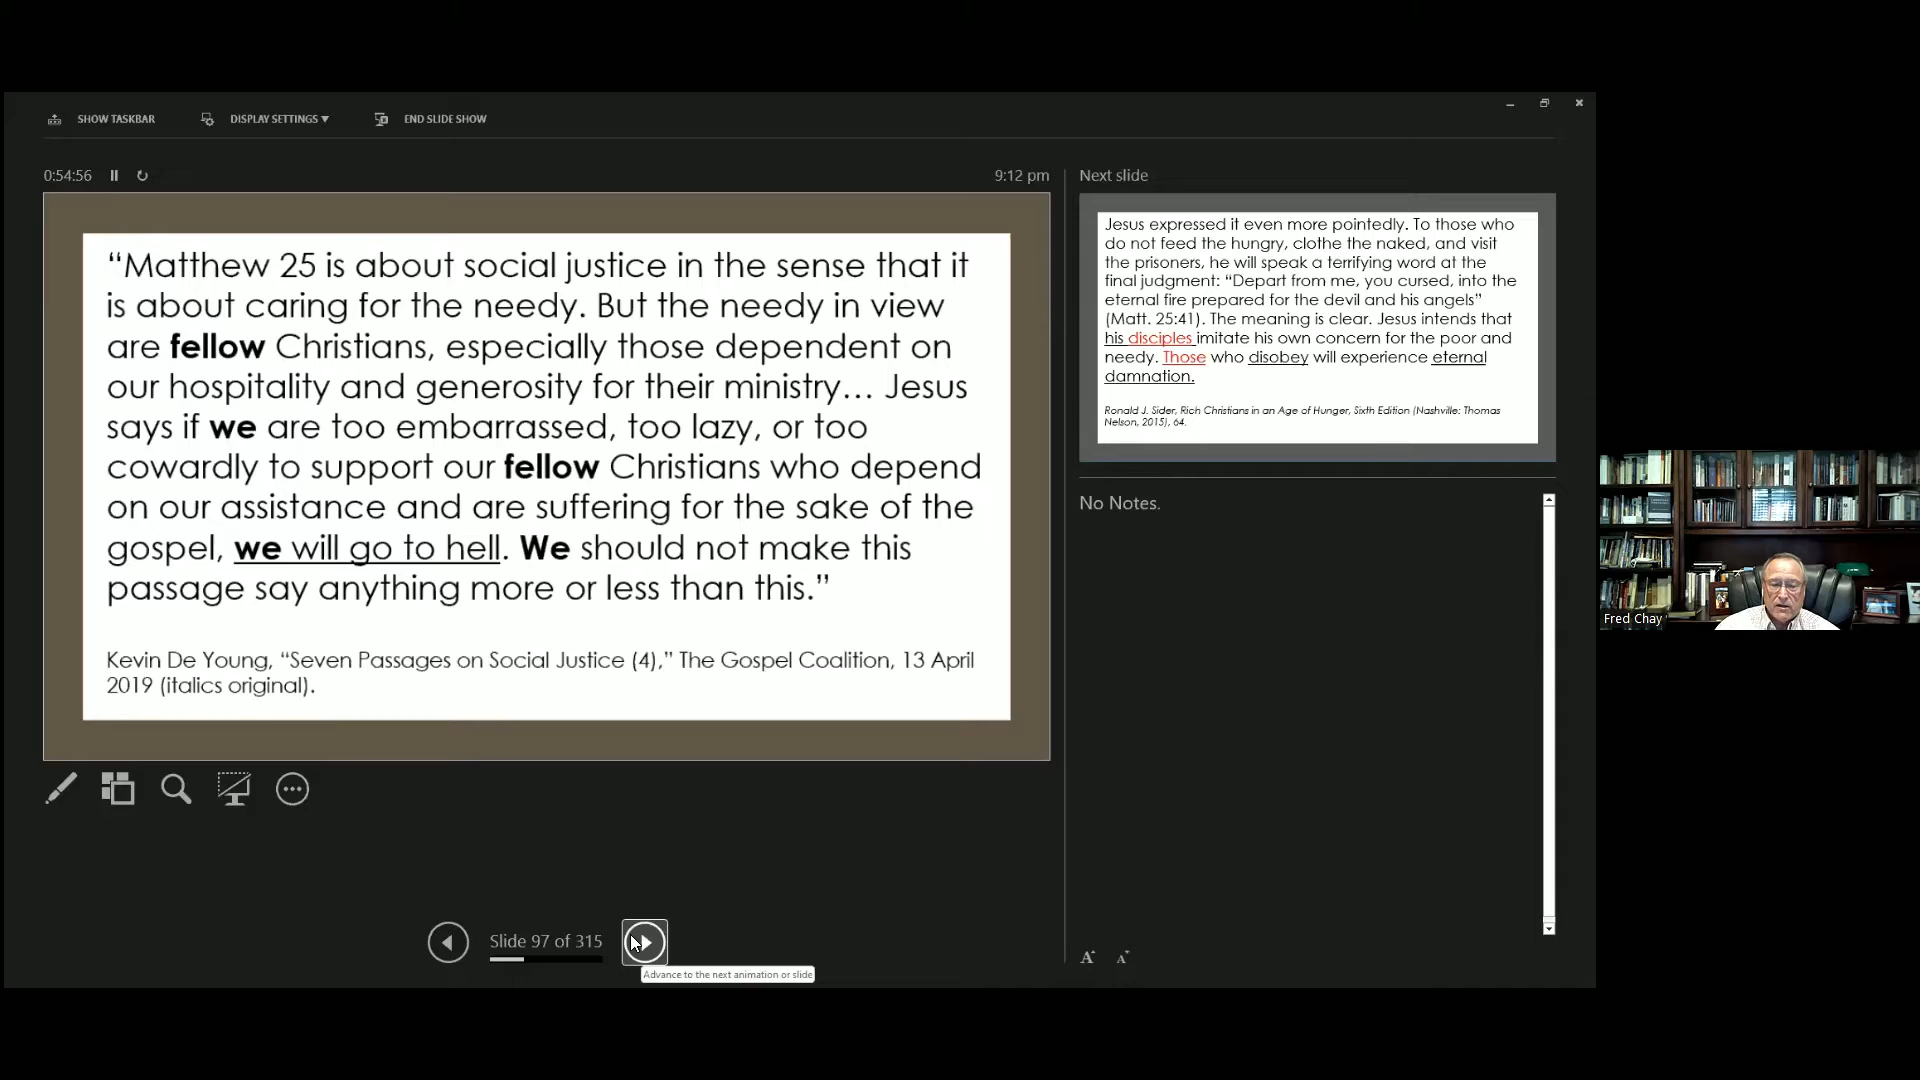 SHOW TASKBAR
DISPLAY SETTINGS ▼
END SLIDE SHOW
0:54:56
9:12 pm
“Matthew 25 is about social justice in the sense that it
is about caring for the needy. But the needy in view
are fellow Christians, especially those dependent on
our hospitality and generosity for their ministry… Jesus
says if we are too embarrassed, too lazy, or too
cowardly to support our fellow Christians who depend
on our assistance and are suffering for the sake of the
gospel, we will go to hell. We should not make this
passage say anything more or less than this.”
Kevin De Young, “Seven Passages on Social Justice (4),” The Gospel Coalition, 13 April
2019 (italics original).
Slide 97 of 315
Advance to the next animation or slide
Next slide
Jesus expressed it even more pointedly. To those who
do not feed the hungry, clothe the naked, and visit
the prisoners, he will speak a terrifying word at the
final judgment: “Depart from me, you cursed, into the
eternal fire prepared for the devil and his angels”
(Matt. 25:41). The meaning is clear. Jesus intends that
his disciples imitate his own concern for the poor and
needy. Those who disobey will experience eternal
damnation.
Ronald J. Sider, Rich Christians in an Age of Hunger, Sixth Edition (Nashville: Thomas
Nelson, 2015), 64.
No Notes.
A A
Fred Chay